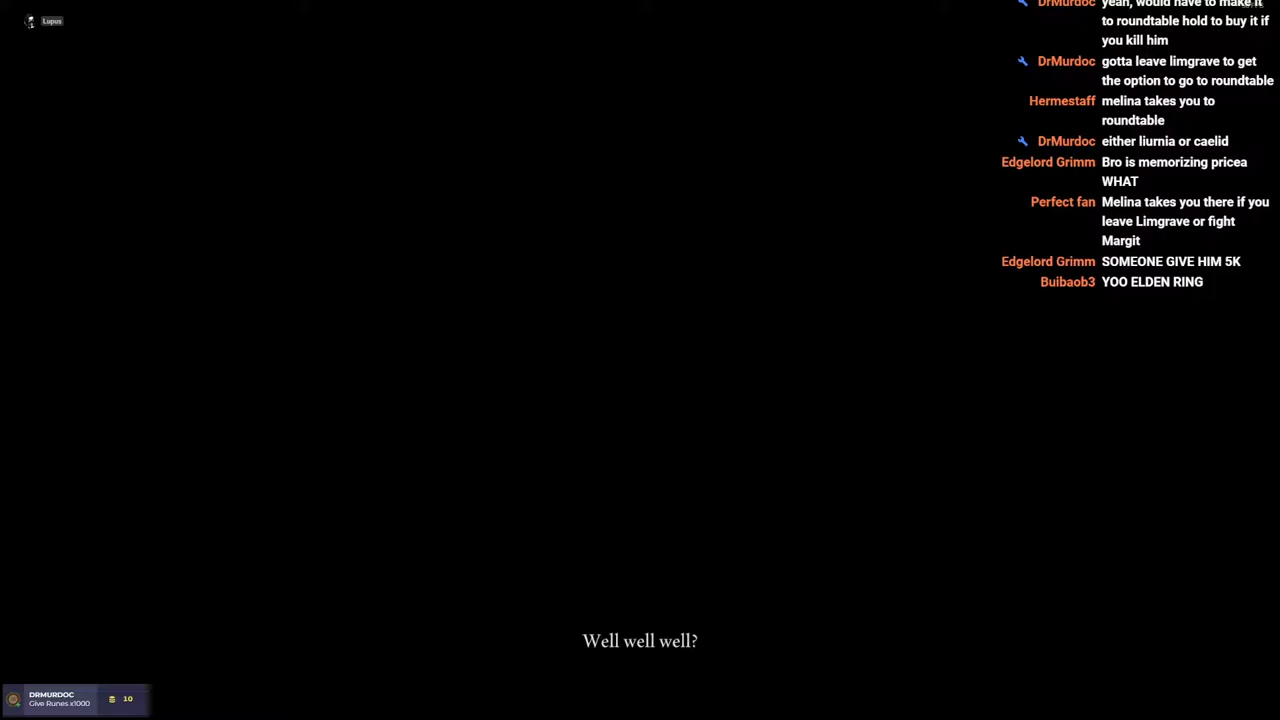 Lupus
DrMurdoc yeah, would have to make it
to roundtable hold to buy it if
you kill him
DrMurdoc gotta leave limgrave to get
the option to go to roundtable
Hermestaff melina takes you to
roundtable
DrMurdoc either liurnia or caelid
Edgelord Grimm Bro is memorizing pricea
WHAT
Perfect fan Melina takes you there if you
leave Limgrave or fight
Margit
Edgelord Grimm SOMEONE GIVE HIM 5K
Buibaob3 YOO ELDEN RING
Well well well?
DRMURDOC
Give Runes x1000
10